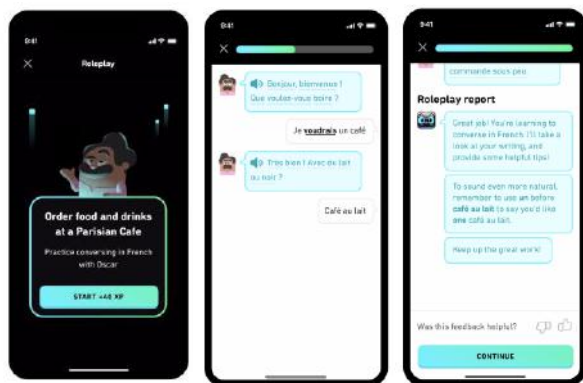 9:41
Roleplay
Order food and drinks
at a Parisian Cafe
Practice conversing in French
with Oscar
START +40 XP
9:41
Bonjour, bienvenue !
Que voulez-vous boire ?
Je voudrais un café
Très bien ! Avec du lait
ou noir ?
Café au lait
9:41
commande sous peu
Roleplay report
Great job! You're learning to
converse in French. I'll take a
look at your writing, and
provide some helpful tips!
To sound even more natural,
remember to use un before
café au lait to say you'd like
one café au lait.
Keep up the great work!
Was this feedback helpful?
CONTINUE